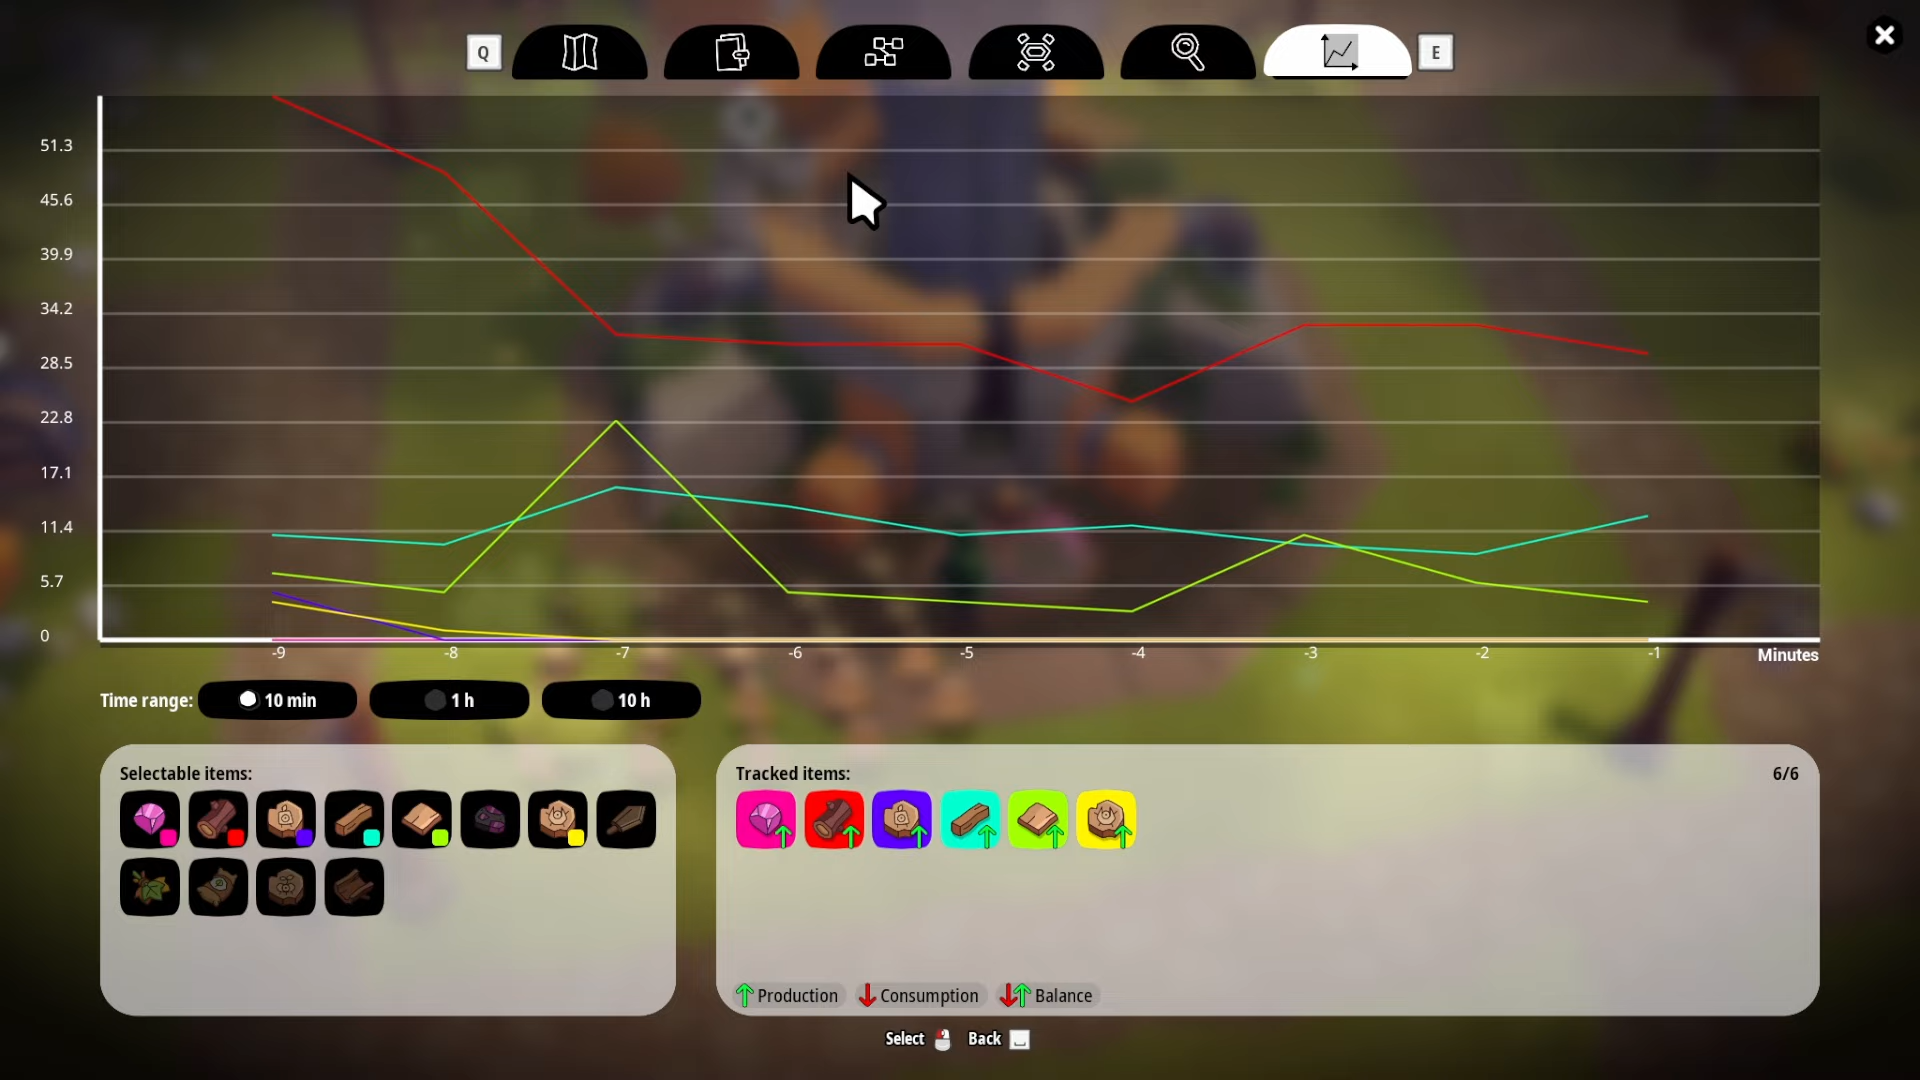 Q
E
51.3
45.6
39.9
34.2
28.5
22.8
17.1
11.4
5.7
0
-9 -8 -7 -6 -5 -4 -3 -2 -1 Minutes
Time range: 10 min 1 h 10 h
Selectable items:
Tracked items: 6/6
Production Consumption Balance
Select Back